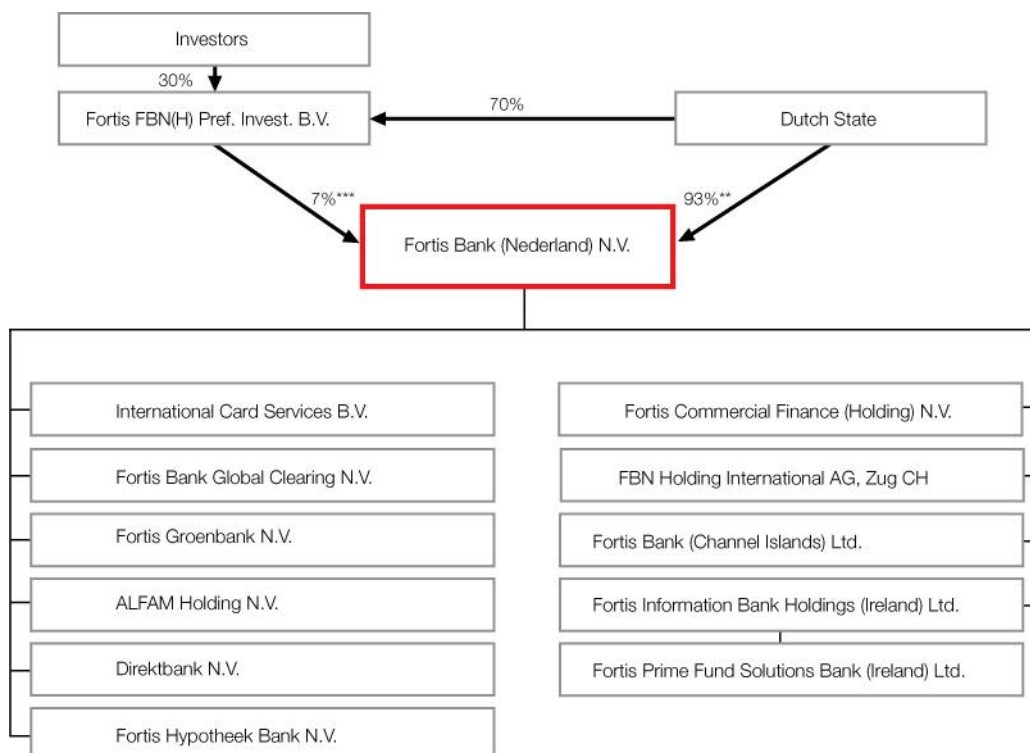 Investors
30%
Fortis FBN(H) Pref. Invest. B.V.
70%
Dutch State
7%***
93%**
Fortis Bank (Nederland) N.V.
International Card Services B.V.
Fortis Bank Global Clearing N.V.
Fortis Groenbank N.V.
ALFAM Holding N.V.
Direktbank N.V.
Fortis Hypotheek Bank N.V.
Fortis Commercial Finance (Holding) N.V.
FBN Holding International AG, Zug CH
Fortis Bank (Channel Islands) Ltd.
Fortis Information Bank Holdings (Ireland) Ltd.
Fortis Prime Fund Solutions Bank (Ireland) Ltd.